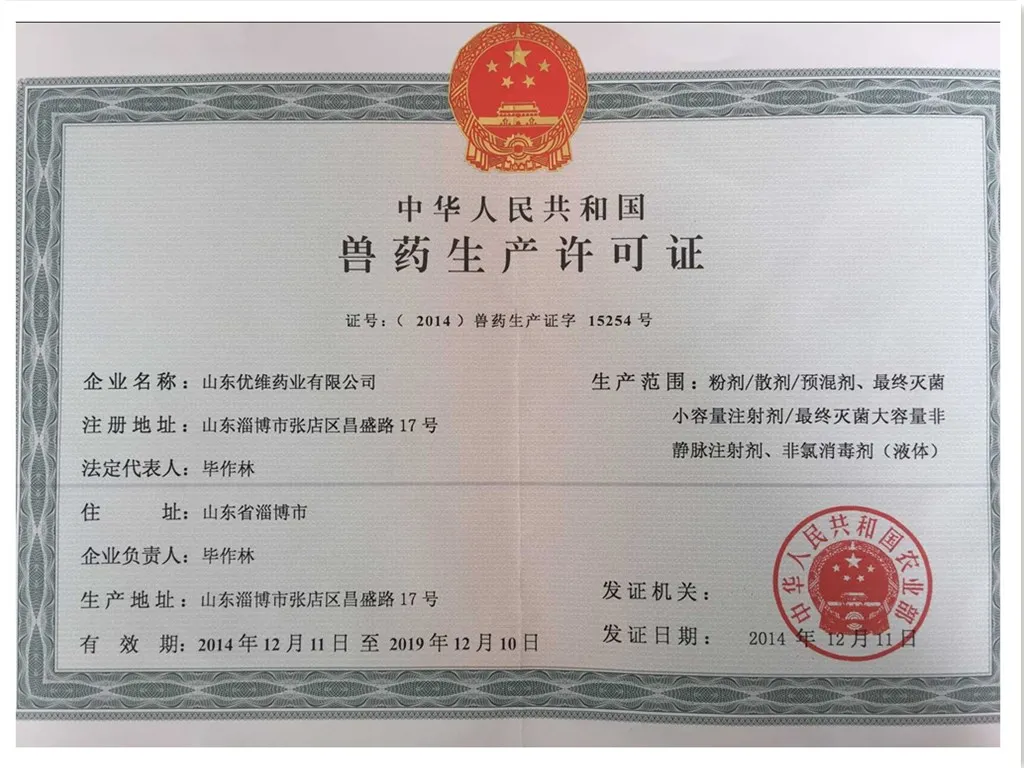 中华人民共和国
兽药生产许可证
证号：（ 2014 ）兽药生产证字 15254 号
企业名称：山东优维药业有限公司
注册地址：山东淄博市张店区昌盛路 17 号
法定代表人：毕作林
住 址：山东省淄博市
企业负责人：毕作林
生产地址：山东淄博市张店区昌盛路 17 号
有 效 期：2014 年 12 月 11 日 至 2019 年 12 月 10 日
生产范围：粉剂/散剂/预混剂、最终灭菌
小容量注射剂/最终灭菌大容量非
静脉注射剂、非氯消毒剂（液体）
发证机关：
中华人民共和国农业部
发证日期： 2014 年 12 月 11 日